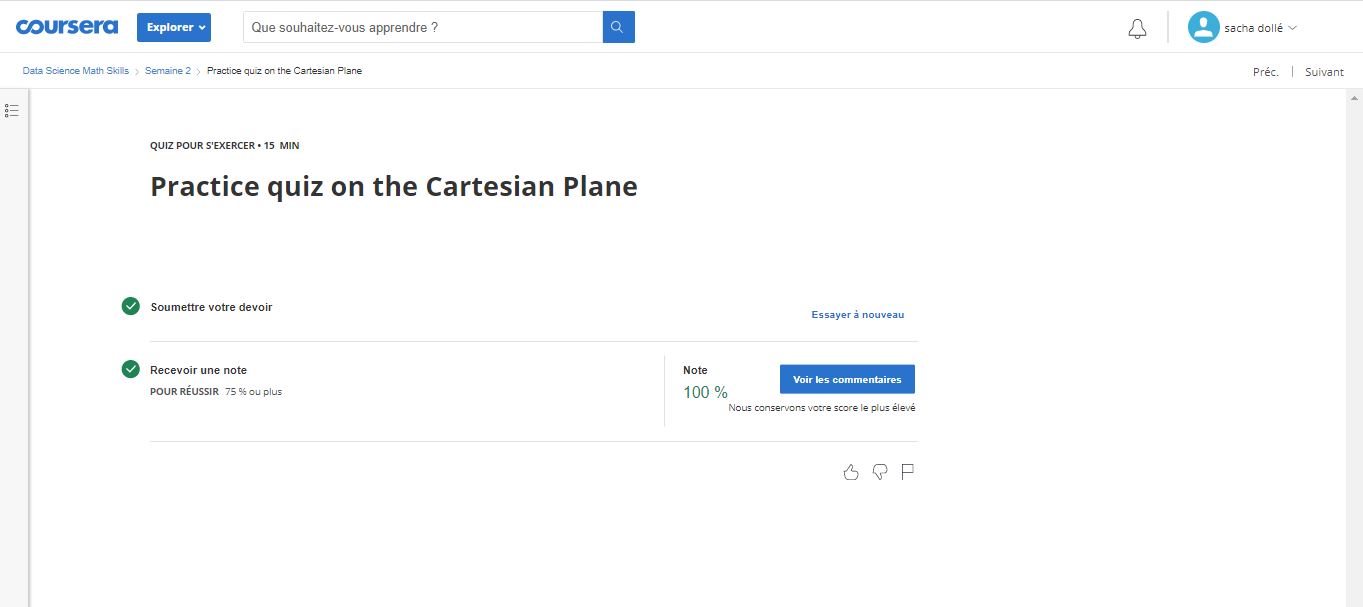 coursera Explorer Que souhaitez-vous apprendre ? sacha dollé
Data Science Math Skills Semaine 2 Practice quiz on the Cartesian Plane Préc. Suivant
QUIZ POUR S'EXERCER • 15 MIN
Practice quiz on the Cartesian Plane
Soumettre votre devoir
Essayer à nouveau
Recevoir une note
POUR RÉUSSIR 75 % ou plus
Note
100 %
Voir les commentaires
Nous conservons votre score le plus élevé